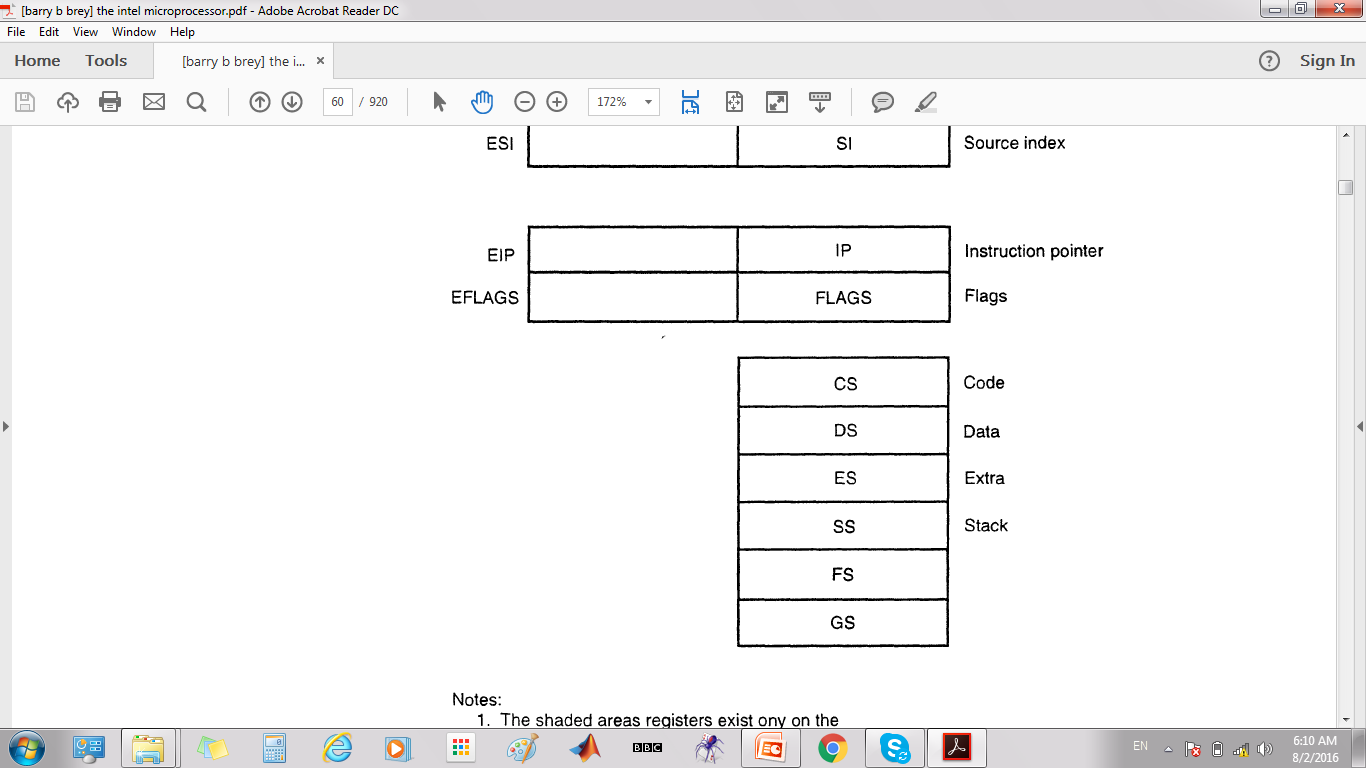 [barry b brey] the intel microprocessor.pdf - Adobe Acrobat Reader DC
File Edit View Window Help
Home Tools [barry b brey] the i... × ? Sign In
60 / 920 172%
ESI SI Source index
EIP IP Instruction pointer
EFLAGS FLAGS Flags
CS Code
DS Data
ES Extra
SS Stack
FS
GS
Notes:
1. The shaded areas registers exist ony on the
BBC EN 6:10 AM
8/2/2016